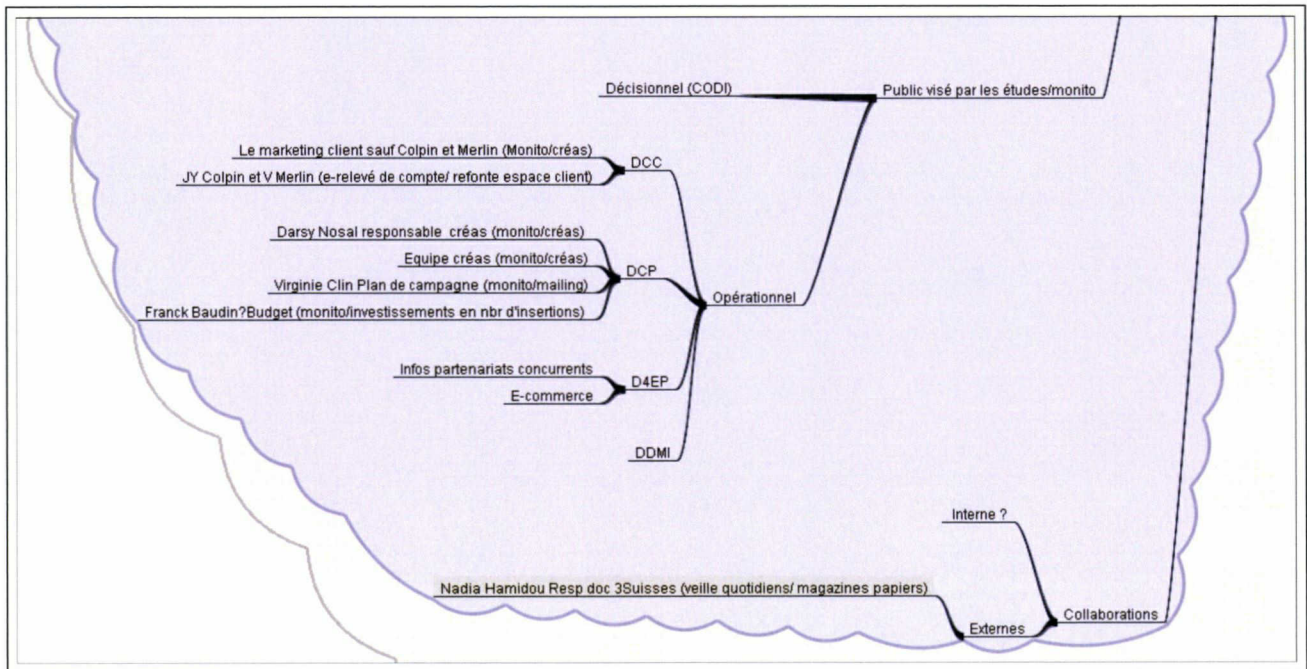 Décisionnel (CODI)
Public visé par les études/monito
Le marketing client sauf Colpin et Merlin (Monito/créas)
DCC
JY Colpin et V Merlin (e-relevé de compte/ refonte espace client)
Darsy Nosal responsable créas (monito/créas)
Equipe créas (monito/créas)
DCP
Virginie Clin Plan de campagne (monito/mailing)
Opérationnel
Franck Baudin?Budget (monito/investissements en nbr d'insertions)
Infos partenariats concurrents
D4EP
E-commerce
DDMI
Interne ?
Nadia Hamidou Resp doc 3Suisses (veille quotidiens/ magazines papiers)
Collaborations
Externes